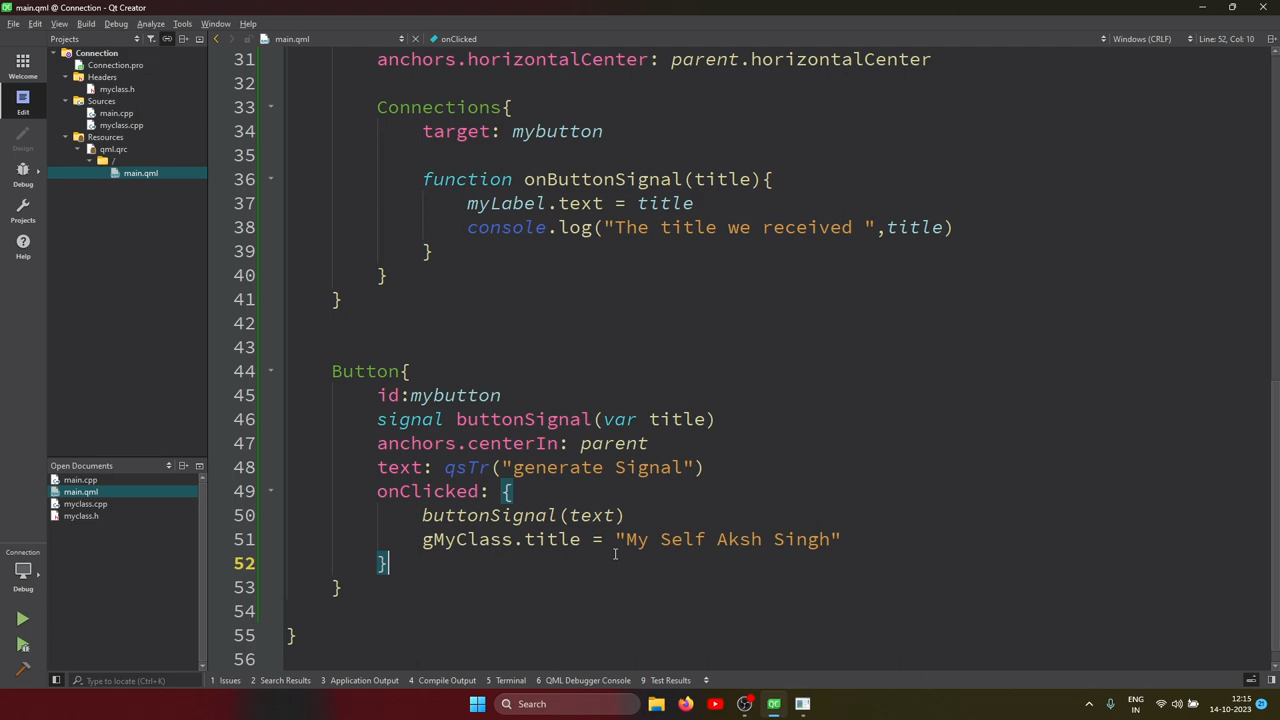 main.qml @ Connection - Qt Creator
File Edit View Build Debug Analyze Tools Window Help
Projects
main.qml
onClicked
Windows (CRLF)
Line: 52, Col: 10
Welcome
Edit
Design
Debug
Projects
Help
Connection
Debug
Connection
Connection.pro
Headers
myclass.h
Sources
main.cpp
myclass.cpp
Resources
qml.qrc
/
main.qml
Open Documents
main.cpp
main.qml
myclass.cpp
myclass.h
31 anchors.horizontalCenter: parent.horizontalCenter
32
33 Connections{
34 target: mybutton
35
36 function onButtonSignal(title){
37 myLabel.text = title
38 console.log("The title we received ",title)
39 }
40 }
41 }
42
43
44 Button{
45 id:mybutton
46 signal buttonSignal(var title)
47 anchors.centerIn: parent
48 text: qsTr("generate Signal")
49 onClicked: {
50 buttonSignal(text)
51 gMyClass.title = "My Self Aksh Singh"
52 }
53 }
54
55 }
56
Type to locate (Ctrl+K)
1 Issues 2 Search Results 3 Application Output 4 Compile Output 5 Terminal 6 QML Debugger Console 9 Test Results
Search
QC
ENG
IN
12:15
14-10-2023